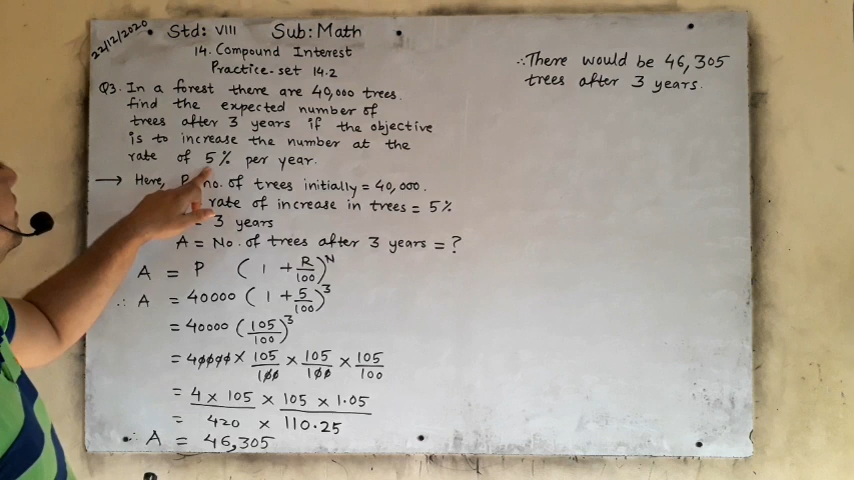 22/12/2020
Std: VIII Sub: Math
14. Compound Interest
Practice-set 14.2
Q3. In a forest there are 40,000 trees.
find the expected number of
trees after 3 years if the objective
is to increase the number at the
rate of 5% per year.
→ Here, P no. of trees initially = 40,000.
rate of increase in trees = 5%
= 3 years
A = No. of trees after 3 years = ?
A = P (1 + R/100)^N
∴ A = 40000 (1 + 5/100)^3
= 40000 (105/100)^3
= 40000 × 105/100 × 105/100 × 105/100
= 4 × 105 × 105 × 1.05
= 420 × 110.25
∴ A = 46,305
∴ There would be 46,305
trees after 3 years.